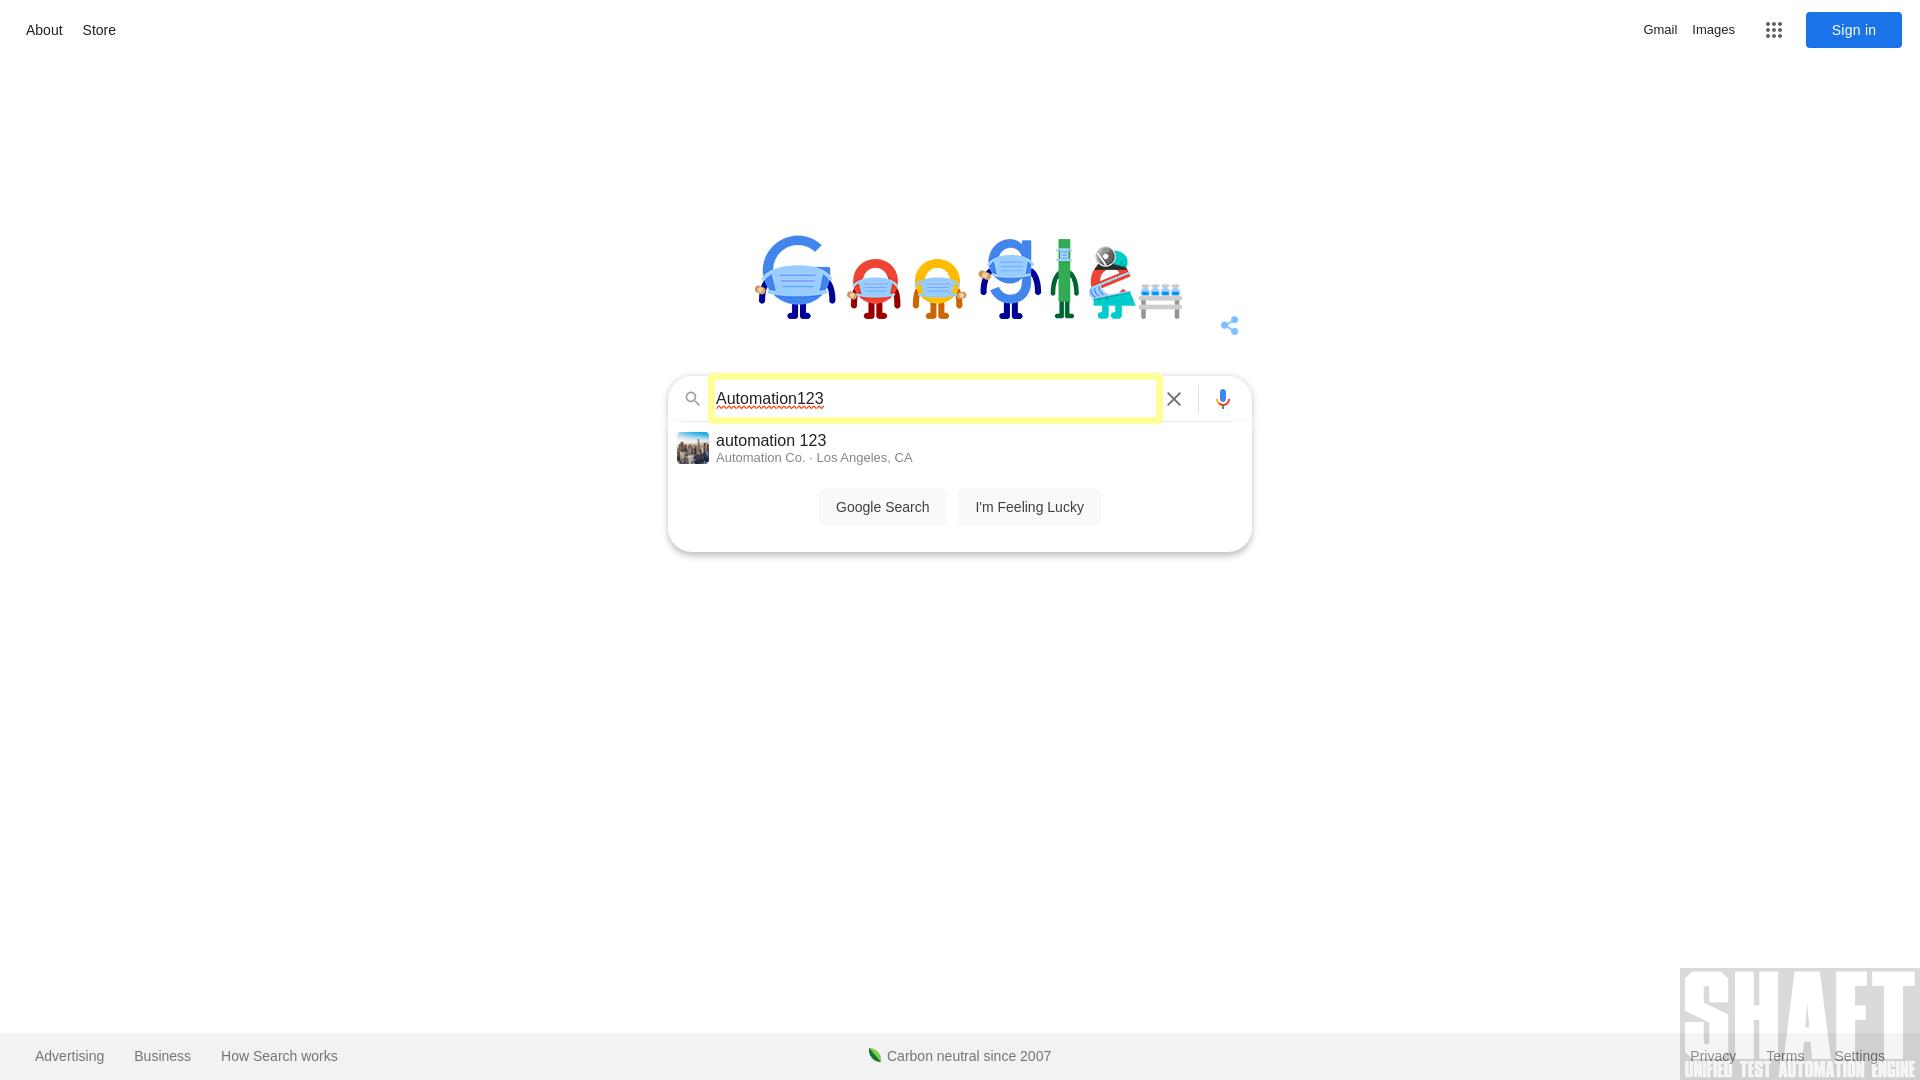 About Store
Gmail Images Sign in
Google
Automation123
automation 123
Automation Co. · Los Angeles, CA
Google Search I'm Feeling Lucky
Advertising Business How Search works
Carbon neutral since 2007
Privacy Terms Settings
SHAFT
UNIFIED TEST AUTOMATION ENGINE